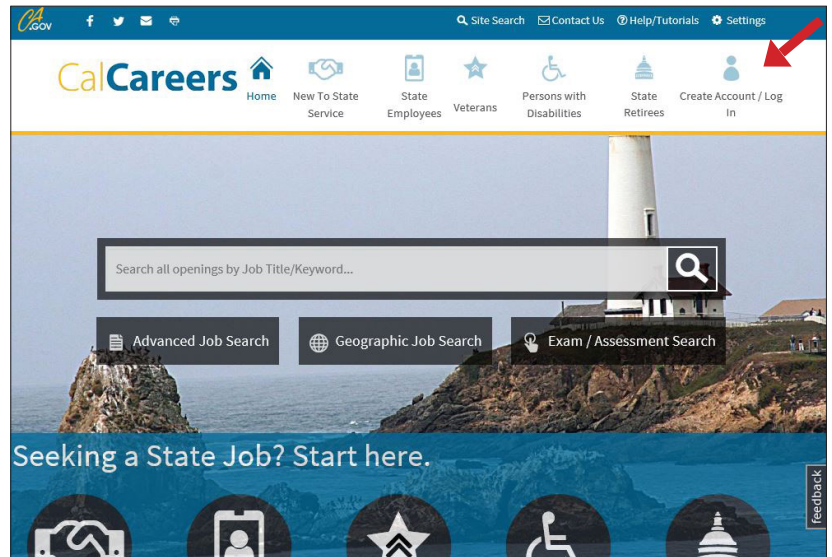 CA.GOV
Site Search Contact Us Help/Tutorials Settings
CalCareers
Home
New To State
Service
State
Employees
Veterans
Persons with
Disabilities
State
Retirees
Create Account / Log
In
Search all openings by Job Title/Keyword...
Advanced Job Search
Geographic Job Search
Exam / Assessment Search
Seeking a State Job? Start here.
feedback